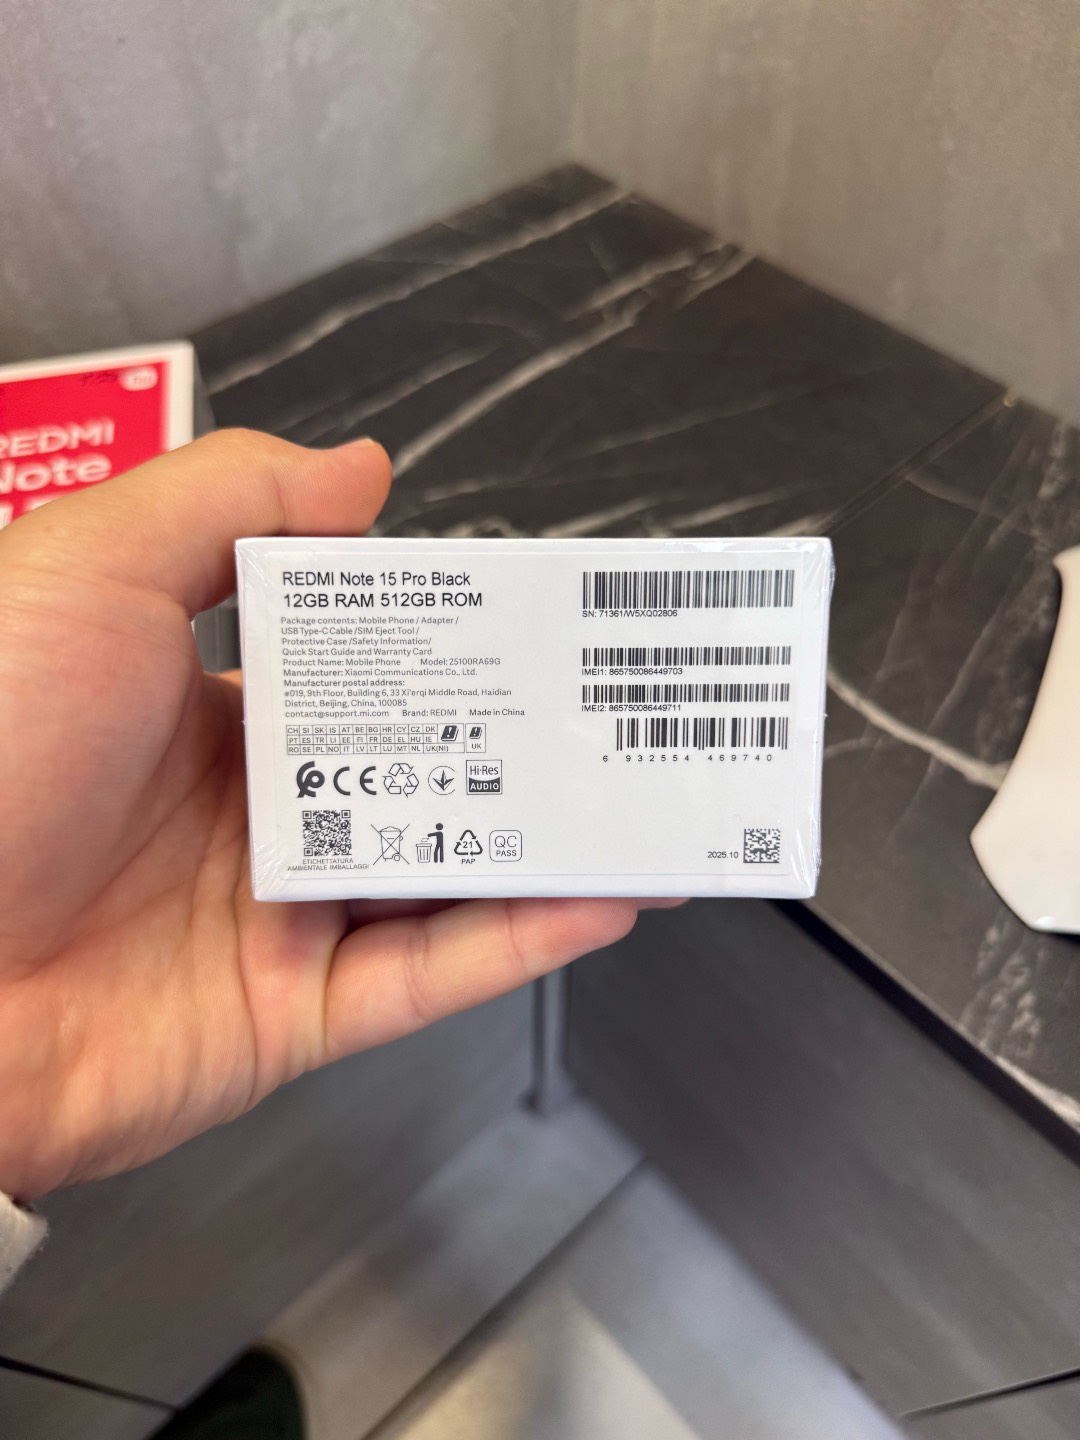 REDMI
Note
REDMI Note 15 Pro Black
12GB RAM 512GB ROM
Package contents: Mobile Phone / Adapter /
USB Type-C Cable /SIM Eject Tool /
Protective Case /Safety Information/
Quick Start Guide and Warranty Card
Product Name: Mobile Phone Model: 25100RA69G
Manufacturer: Xiaomi Communications Co., Ltd.
Manufacturer postal address:
#019, 9th Floor, Building 6, 33 Xi'erqi Middle Road, Haidian
District, Beijing, China, 100085
contact@support.mi.com Brand: REDMI Made in China
CH SI SK IS AT BE BG HR CY CZ DK
PT ES TR LI EE FI FR DE EL HU IE
RO SE PL NO IT LV LT LU MT NL UK(NI)
UK
CE
Hi-Res
AUDIO
ETICHETTATURA
AMBIENTALE IMBALLAGGI
21
PAP
QC
PASS
SN: 71361/W5XQ02806
IMEI1: 865750086449703
IMEI2: 865750086449711
6 932554 469740
2025.10